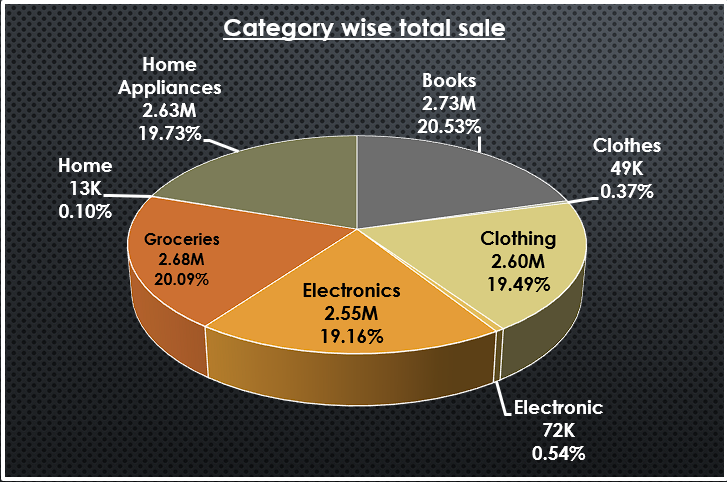 Category wise total sale
Home
Appliances
2.63M
19.73%
Books
2.73M
20.53%
Clothes
49K
0.37%
Home
13K
0.10%
Groceries
2.68M
20.09%
Clothing
2.60M
19.49%
Electronics
2.55M
19.16%
Electronic
72K
0.54%